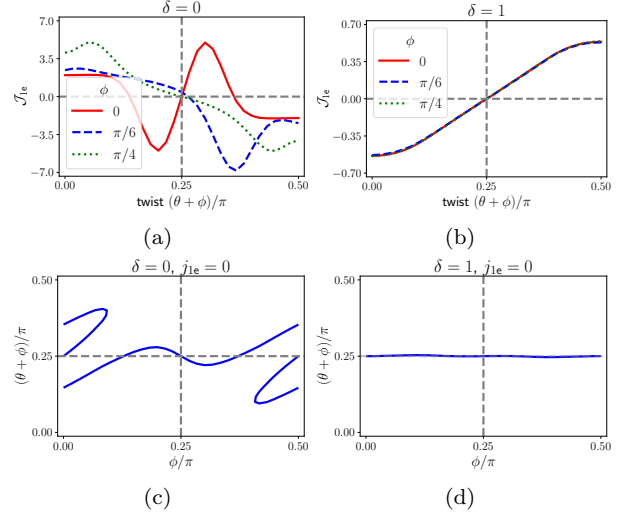 δ = 0
7.0
3.5
0.0
−3.5
−7.0
𝒥₁ₑ
ϕ
0
π/6
π/4
0.00 0.25 0.50
twist (θ + ϕ)/π
(a)
δ = 1
0.70
0.35
0.00
−0.35
−0.70
𝒥₁ₑ
ϕ
0
π/6
π/4
0.00 0.25 0.50
twist (θ + ϕ)/π
(b)
δ = 0, j₁ₑ = 0
0.50
0.25
0.00
(θ + ϕ)/π
0.00 0.25 0.50
ϕ/π
(c)
δ = 1, j₁ₑ = 0
0.50
0.25
0.00
(θ + ϕ)/π
0.00 0.25 0.50
ϕ/π
(d)